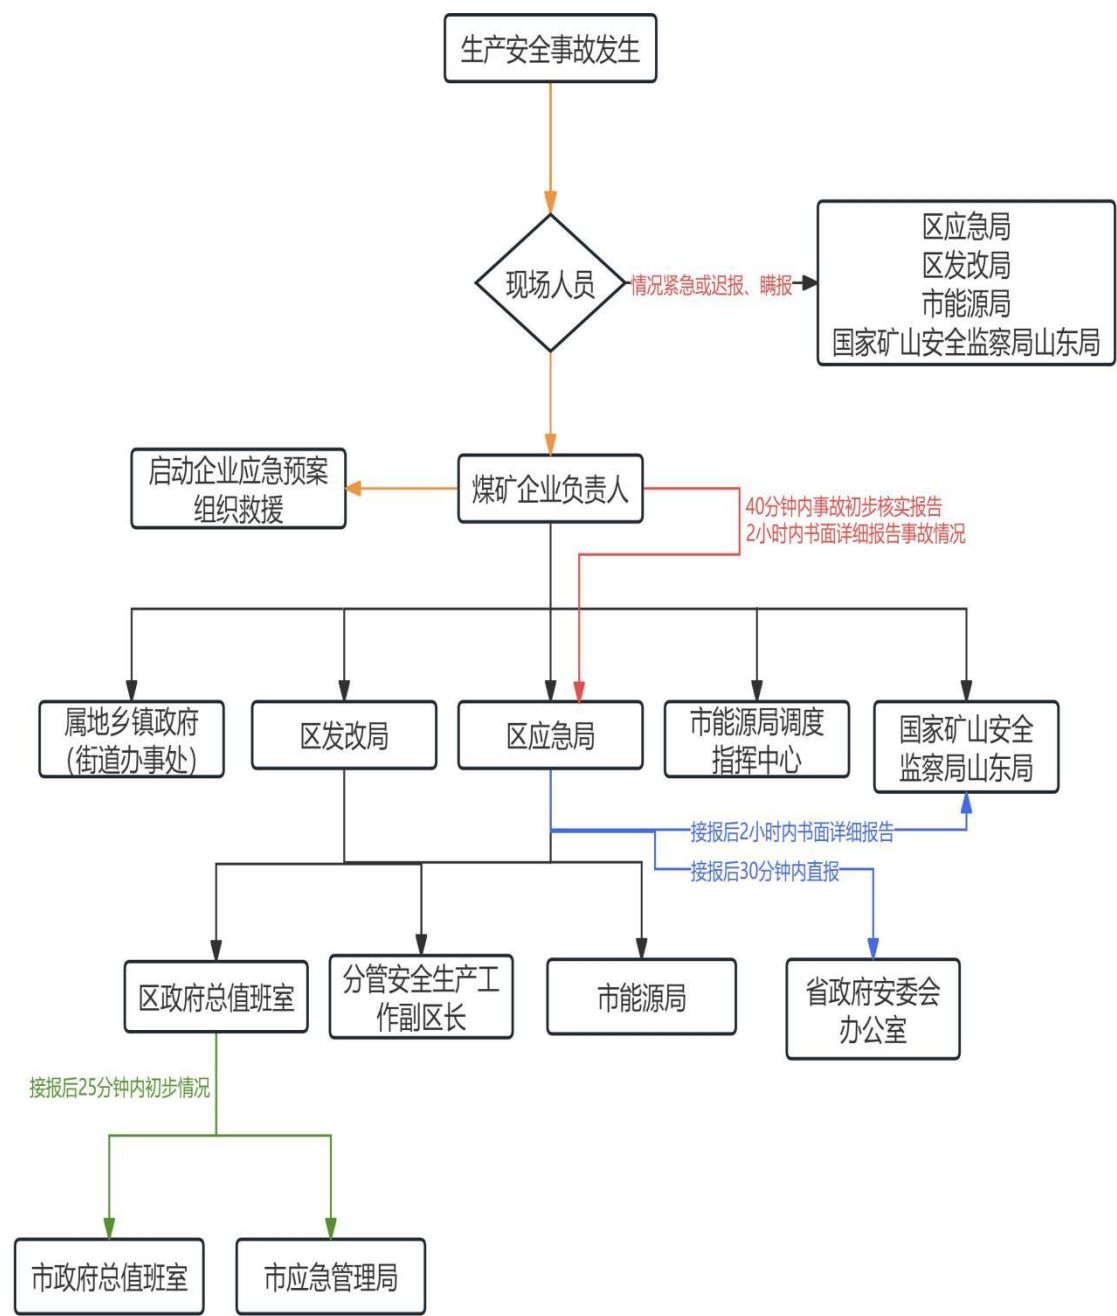 生产安全事故发生
现场人员
情况紧急或迟报、瞒报
区应急局
区发改局
市能源局
国家矿山安全监察局山东局
启动企业应急预案
组织救援
煤矿企业负责人
40分钟内事故初步核实报告
2小时内书面详细报告事故情况
属地乡镇政府
（街道办事处）
区发改局
区应急局
市能源局调度
指挥中心
国家矿山安全
监察局山东局
接报后2小时内书面详细报告
接报后30分钟内直报
区政府总值班室
分管安全生产工
作副区长
市能源局
省政府安委会
办公室
接报后25分钟内初步情况
市政府总值班室
市应急管理局